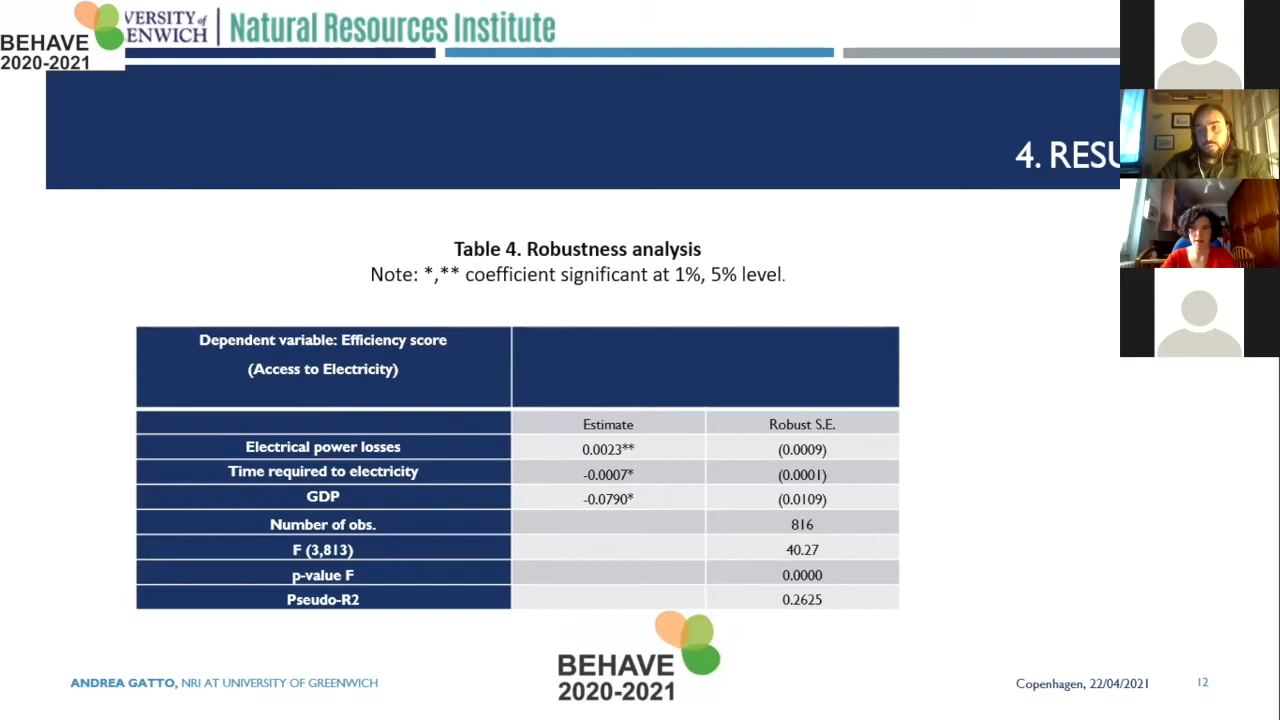 VERSITY of
ENWICH
Natural Resources Institute
BEHAVE
2020-2021
4. RESU
Table 4. Robustness analysis
Note: *,** coefficient significant at 1%, 5% level.
Dependent variable: Efficiency score
(Access to Electricity)
Estimate Robust S.E.
Electrical power losses 0.0023** (0.0009)
Time required to electricity -0.0007* (0.0001)
GDP -0.0790* (0.0109)
Number of obs. 816
F (3,813) 40.27
p-value F 0.0000
Pseudo-R2 0.2625
BEHAVE
2020-2021
ANDREA GATTO, NRI AT UNIVERSITY OF GREENWICH
Copenhagen, 22/04/2021
12